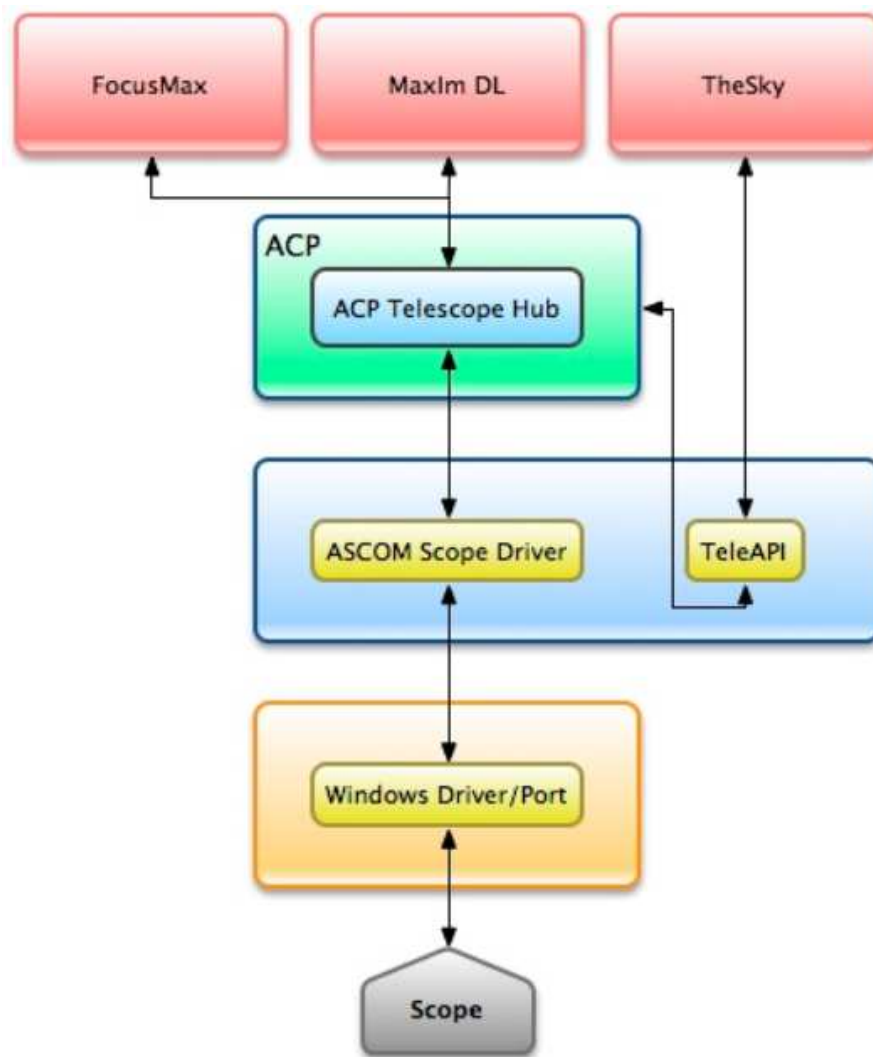 FocusMax
MaxIm DL
TheSky
ACP
ACP Telescope Hub
ASCOM Scope Driver
TeleAPI
Windows Driver/Port
Scope